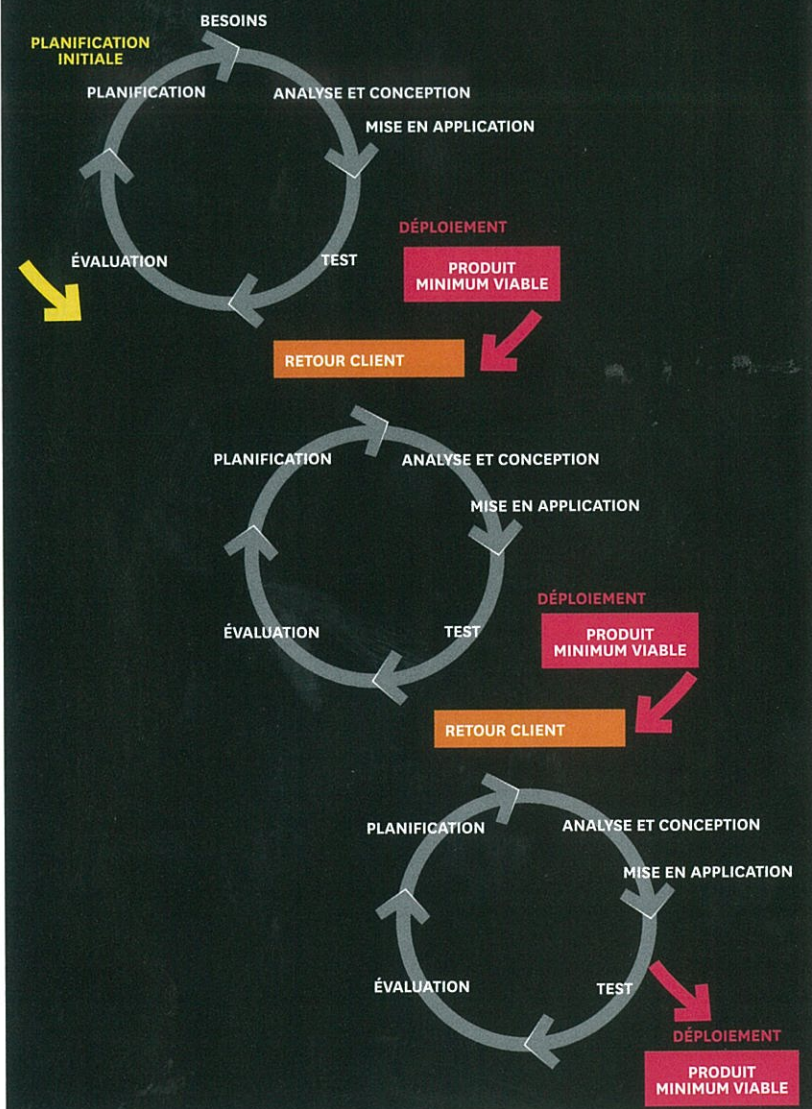 BESOINS
PLANIFICATION
INITIALE
PLANIFICATION
ANALYSE ET CONCEPTION
MISE EN APPLICATION
DÉPLOIEMENT
ÉVALUATION
TEST
PRODUIT
MINIMUM VIABLE
RETOUR CLIENT
PLANIFICATION
ANALYSE ET CONCEPTION
MISE EN APPLICATION
DÉPLOIEMENT
ÉVALUATION
TEST
PRODUIT
MINIMUM VIABLE
RETOUR CLIENT
PLANIFICATION
ANALYSE ET CONCEPTION
MISE EN APPLICATION
ÉVALUATION
TEST
DÉPLOIEMENT
PRODUIT
MINIMUM VIABLE